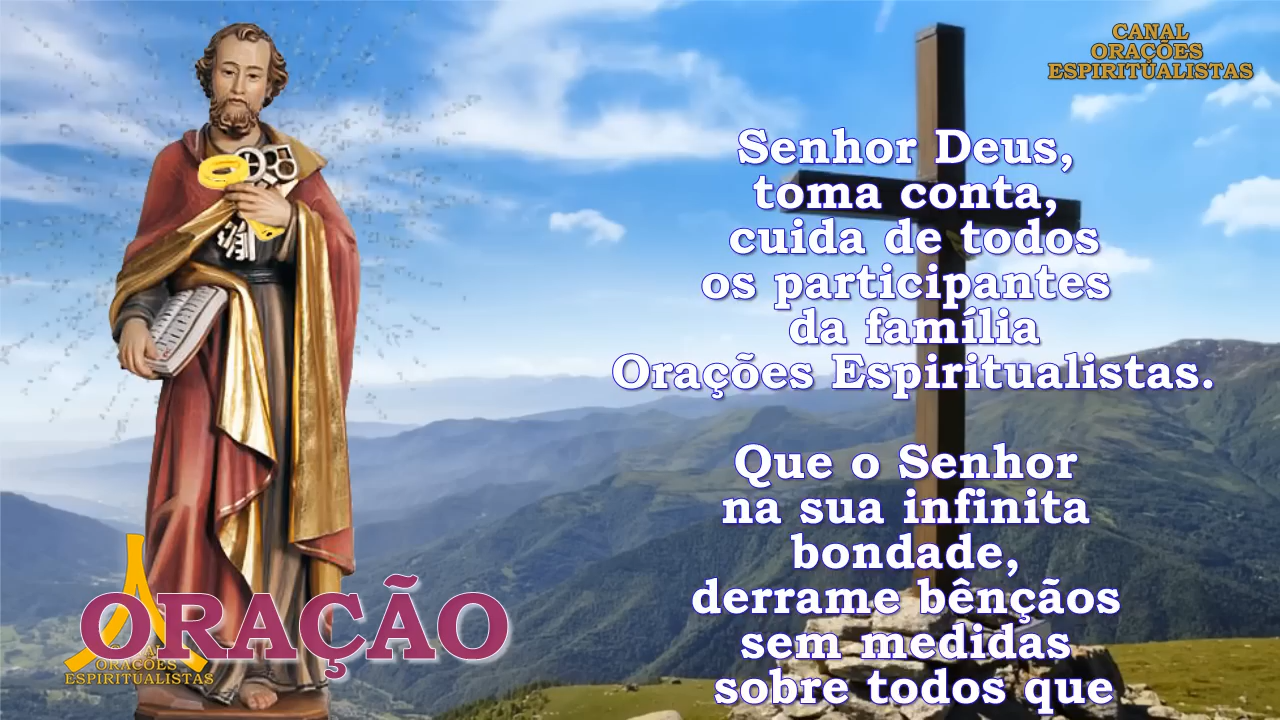 CANAL
ORAÇÕES
ESPIRITUALISTAS
Senhor Deus,
toma conta,
cuida de todos
os participantes
da família
Orações Espiritualistas.
Que o Senhor
na sua infinita
bondade,
derrame bênçãos
sem medidas
sobre todos que
ORAÇÃO
ORAÇÕES
ESPIRITUALISTAS